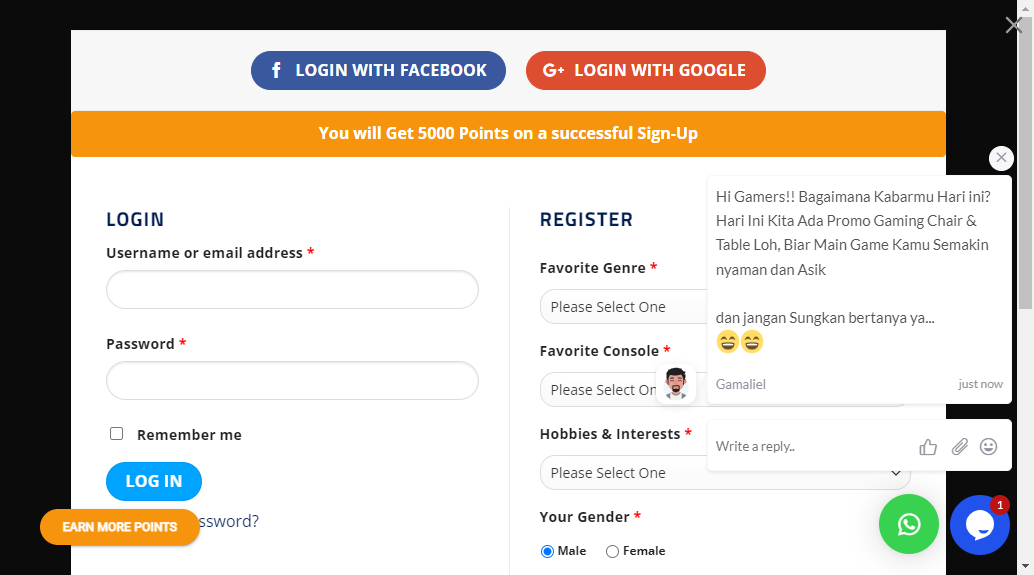 LOGIN WITH FACEBOOK
G+ LOGIN WITH GOOGLE
You will Get 5000 Points on a successful Sign-Up
LOGIN
Username or email address *
Password *
Remember me
LOG IN
ssword?
EARN MORE POINTS
REGISTER
Favorite Genre *
Please Select One
Favorite Console *
Please Select On
Hobbies & Interests *
Please Select One
Your Gender *
Male Female
Hi Gamers!! Bagaimana Kabarmu Hari ini?
Hari Ini Kita Ada Promo Gaming Chair &
Table Loh, Biar Main Game Kamu Semakin
nyaman dan Asik
dan jangan Sungkan bertanya ya...
😄😄
Gamaliel just now
Write a reply..
1